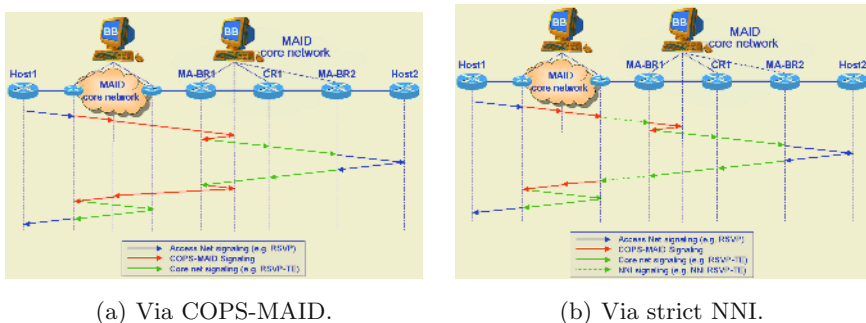 BB
BB
MAID
core network
Host1
MAID
core network
MA-BR1
CR1
MA-BR2
Host2
Access Net signaling (e.g. RSVP)
COPS-MAID Signaling
Core net signaling (e.g. RSVP-TE)
(a) Via COPS-MAID.
BB
BB
MAID
core network
Host1
MAID
core network
MA-BR1
CR1
MA-BR2
Host2
Access Net signaling (e.g. RSVP)
COPS-MAID Signaling
Core net signaling (e.g. RSVP-TE)
NNI signaling (e.g. NNI RSVP-TE)
(b) Via strict NNI.